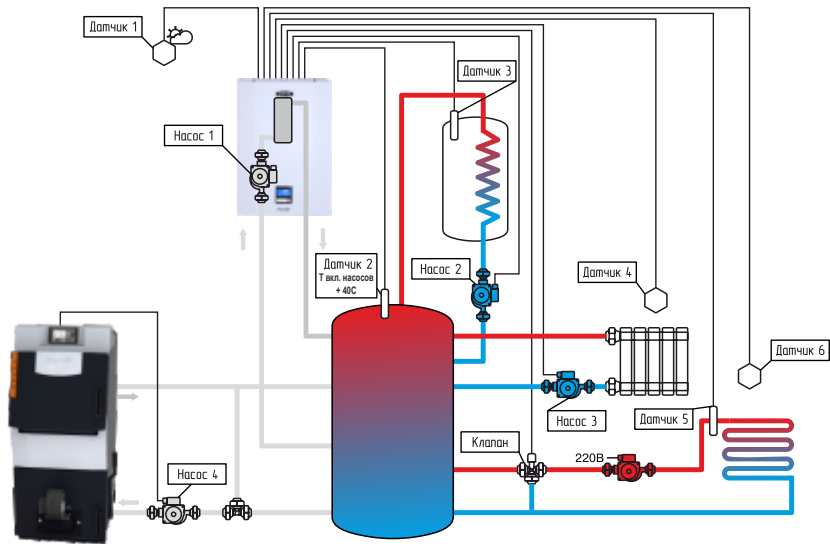 Датчик 1
Датчик 3
Насос 1
Датчик 2
Т вкл. насосов
+ 40С
Насос 2
Датчик 4
Датчик 6
Насос 3
Датчик 5
Клапан
220В
Насос 4